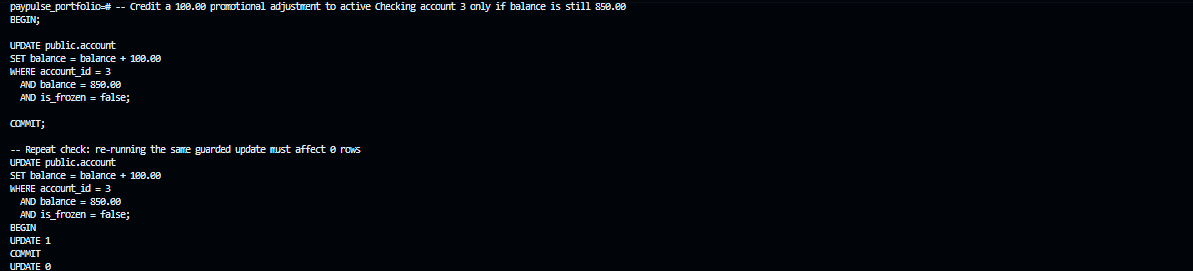 paypulse_portfolio=# -- Credit a 100.00 promotional adjustment to active Checking account 3 only if balance is still 850.00
BEGIN;
UPDATE public.account
SET balance = balance + 100.00
WHERE account_id = 3
  AND balance = 850.00
  AND is_frozen = false;
COMMIT;
-- Repeat check: re-running the same guarded update must affect 0 rows
UPDATE public.account
SET balance = balance + 100.00
WHERE account_id = 3
  AND balance = 850.00
  AND is_frozen = false;
BEGIN
UPDATE 1
COMMIT
UPDATE 0